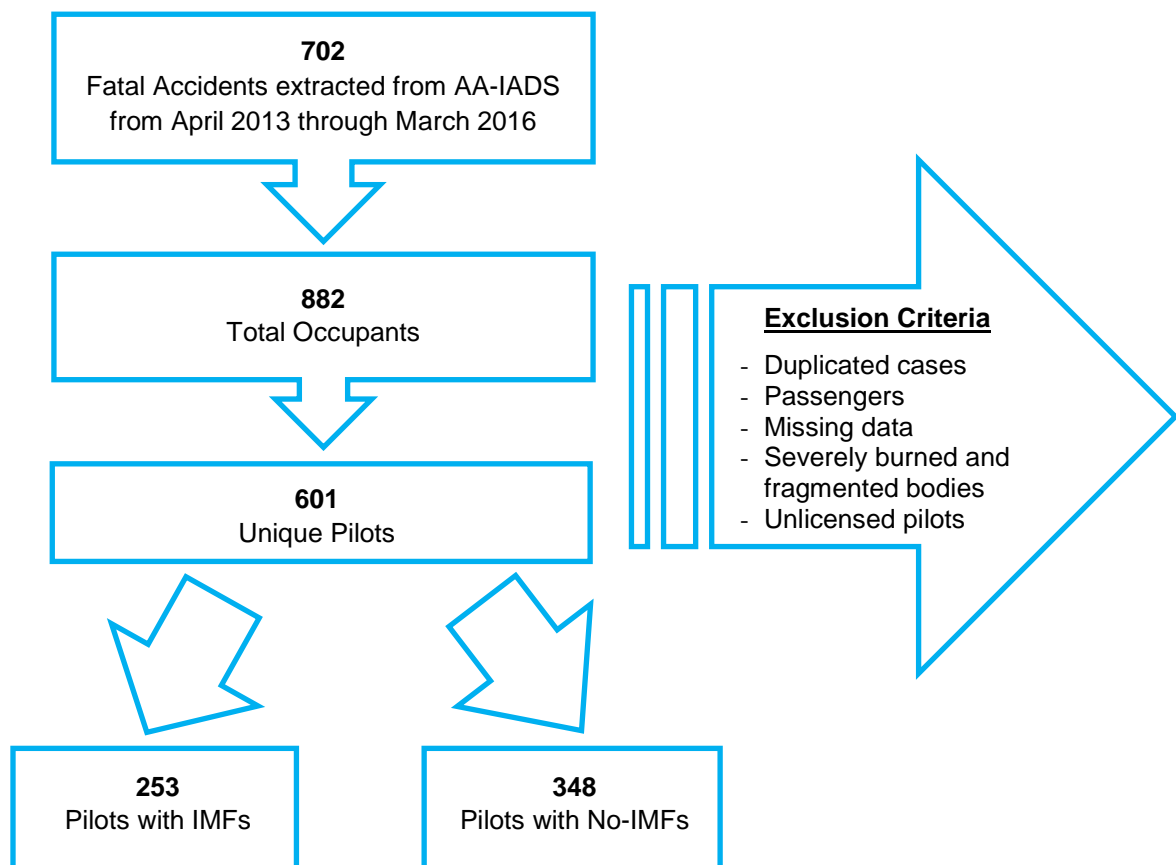 702
Fatal Accidents extracted from AA-IADS
from April 2013 through March 2016
882
Total Occupants
Exclusion Criteria
- Duplicated cases
- Passengers
- Missing data
- Severely burned and
fragmented bodies
- Unlicensed pilots
601
Unique Pilots
253
Pilots with IMFs
348
Pilots with No-IMFs